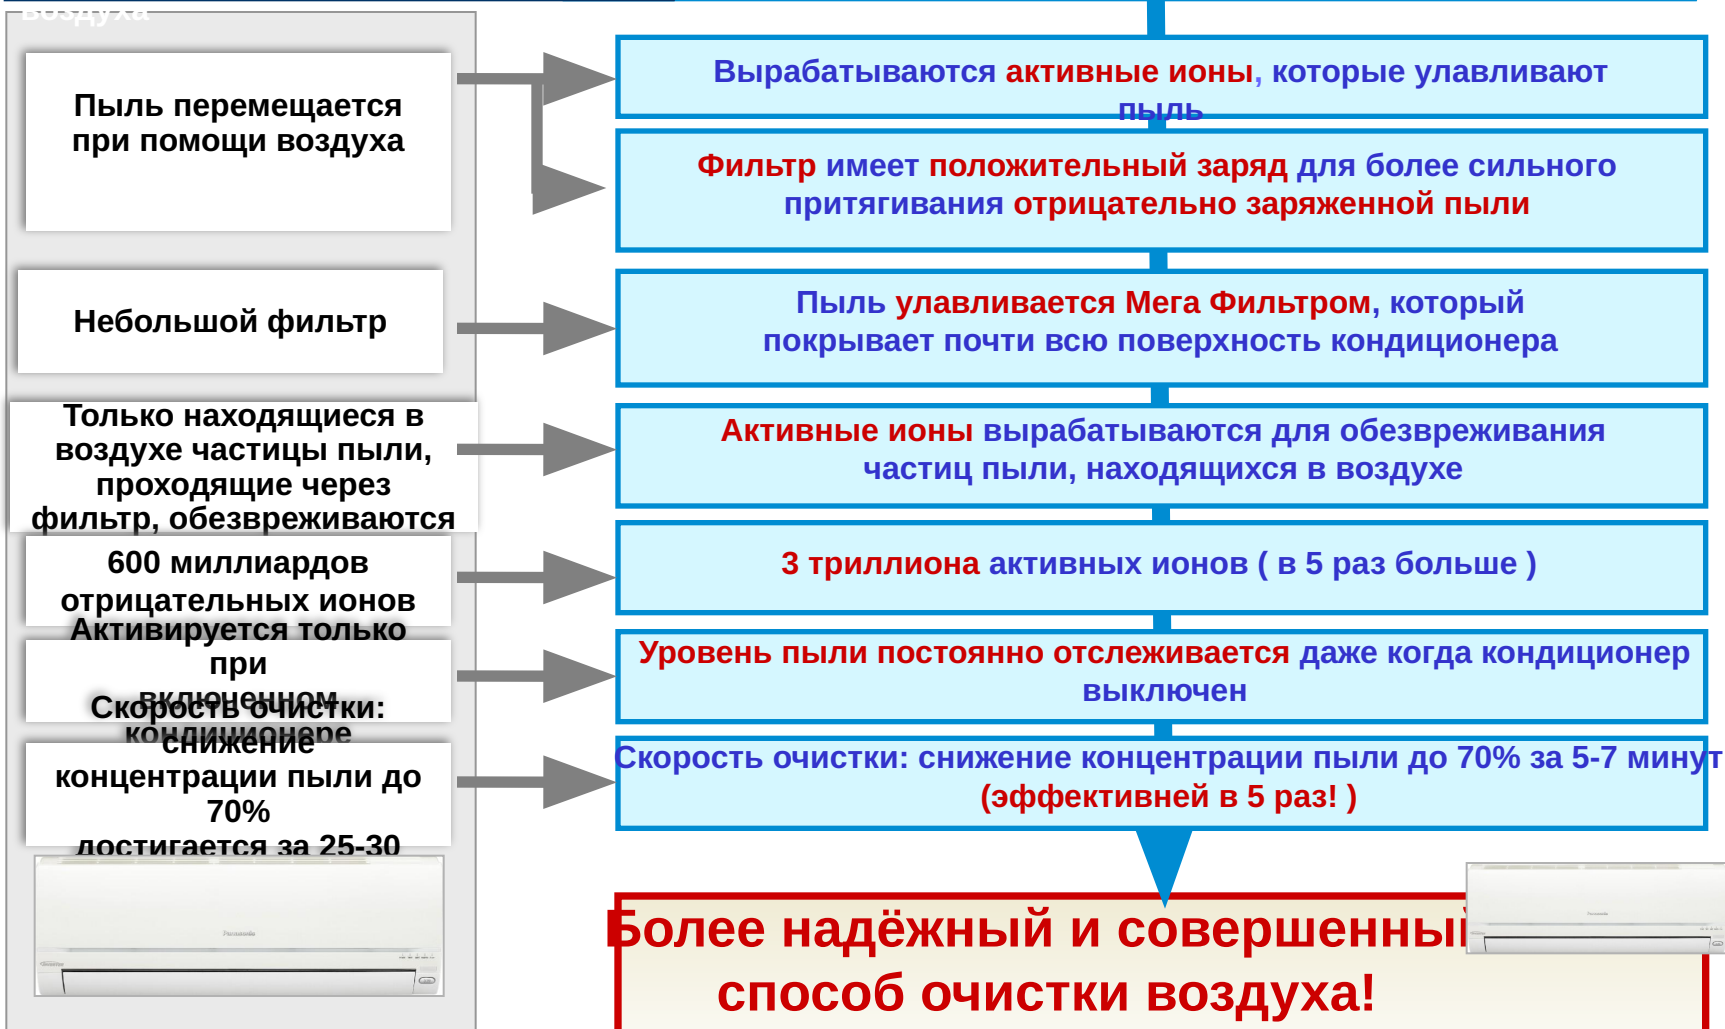 воздуха
Пыль перемещается
при помощи воздуха
Небольшой фильтр
Только находящиеся в
воздухе частицы пыли,
проходящие через
фильтр, обезвреживаются
600 миллиардов
отрицательных ионов
Активируется только
при
включенном
кондиционере
Скорость очистки:
снижение
концентрации пыли до
70%
достигается за 25-30
Panasonic
Inverter
Вырабатываются активные ионы, которые улавливают
пыль
Фильтр имеет положительный заряд для более сильного
притягивания отрицательно заряженной пыли
Пыль улавливается Мега Фильтром, который
покрывает почти всю поверхность кондиционера
Активные ионы вырабатываются для обезвреживания
частиц пыли, находящихся в воздухе
3 триллиона активных ионов ( в 5 раз больше )
Уровень пыли постоянно отслеживается даже когда кондиционер
выключен
Скорость очистки: снижение концентрации пыли до 70% за 5-7 минут
(эффективней в 5 раз! )
Более надёжный и совершенный
способ очистки воздуха!